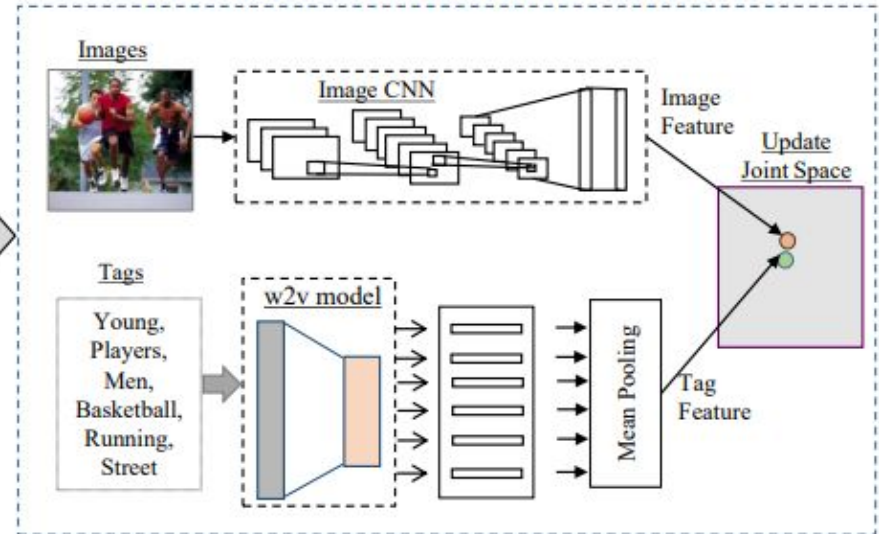 Images
Image CNN
Image
Feature
Update
Joint Space
Tags
Young,
Players,
Men,
Basketball,
Running,
Street
w2v model
Mean Pooling
Tag
Feature